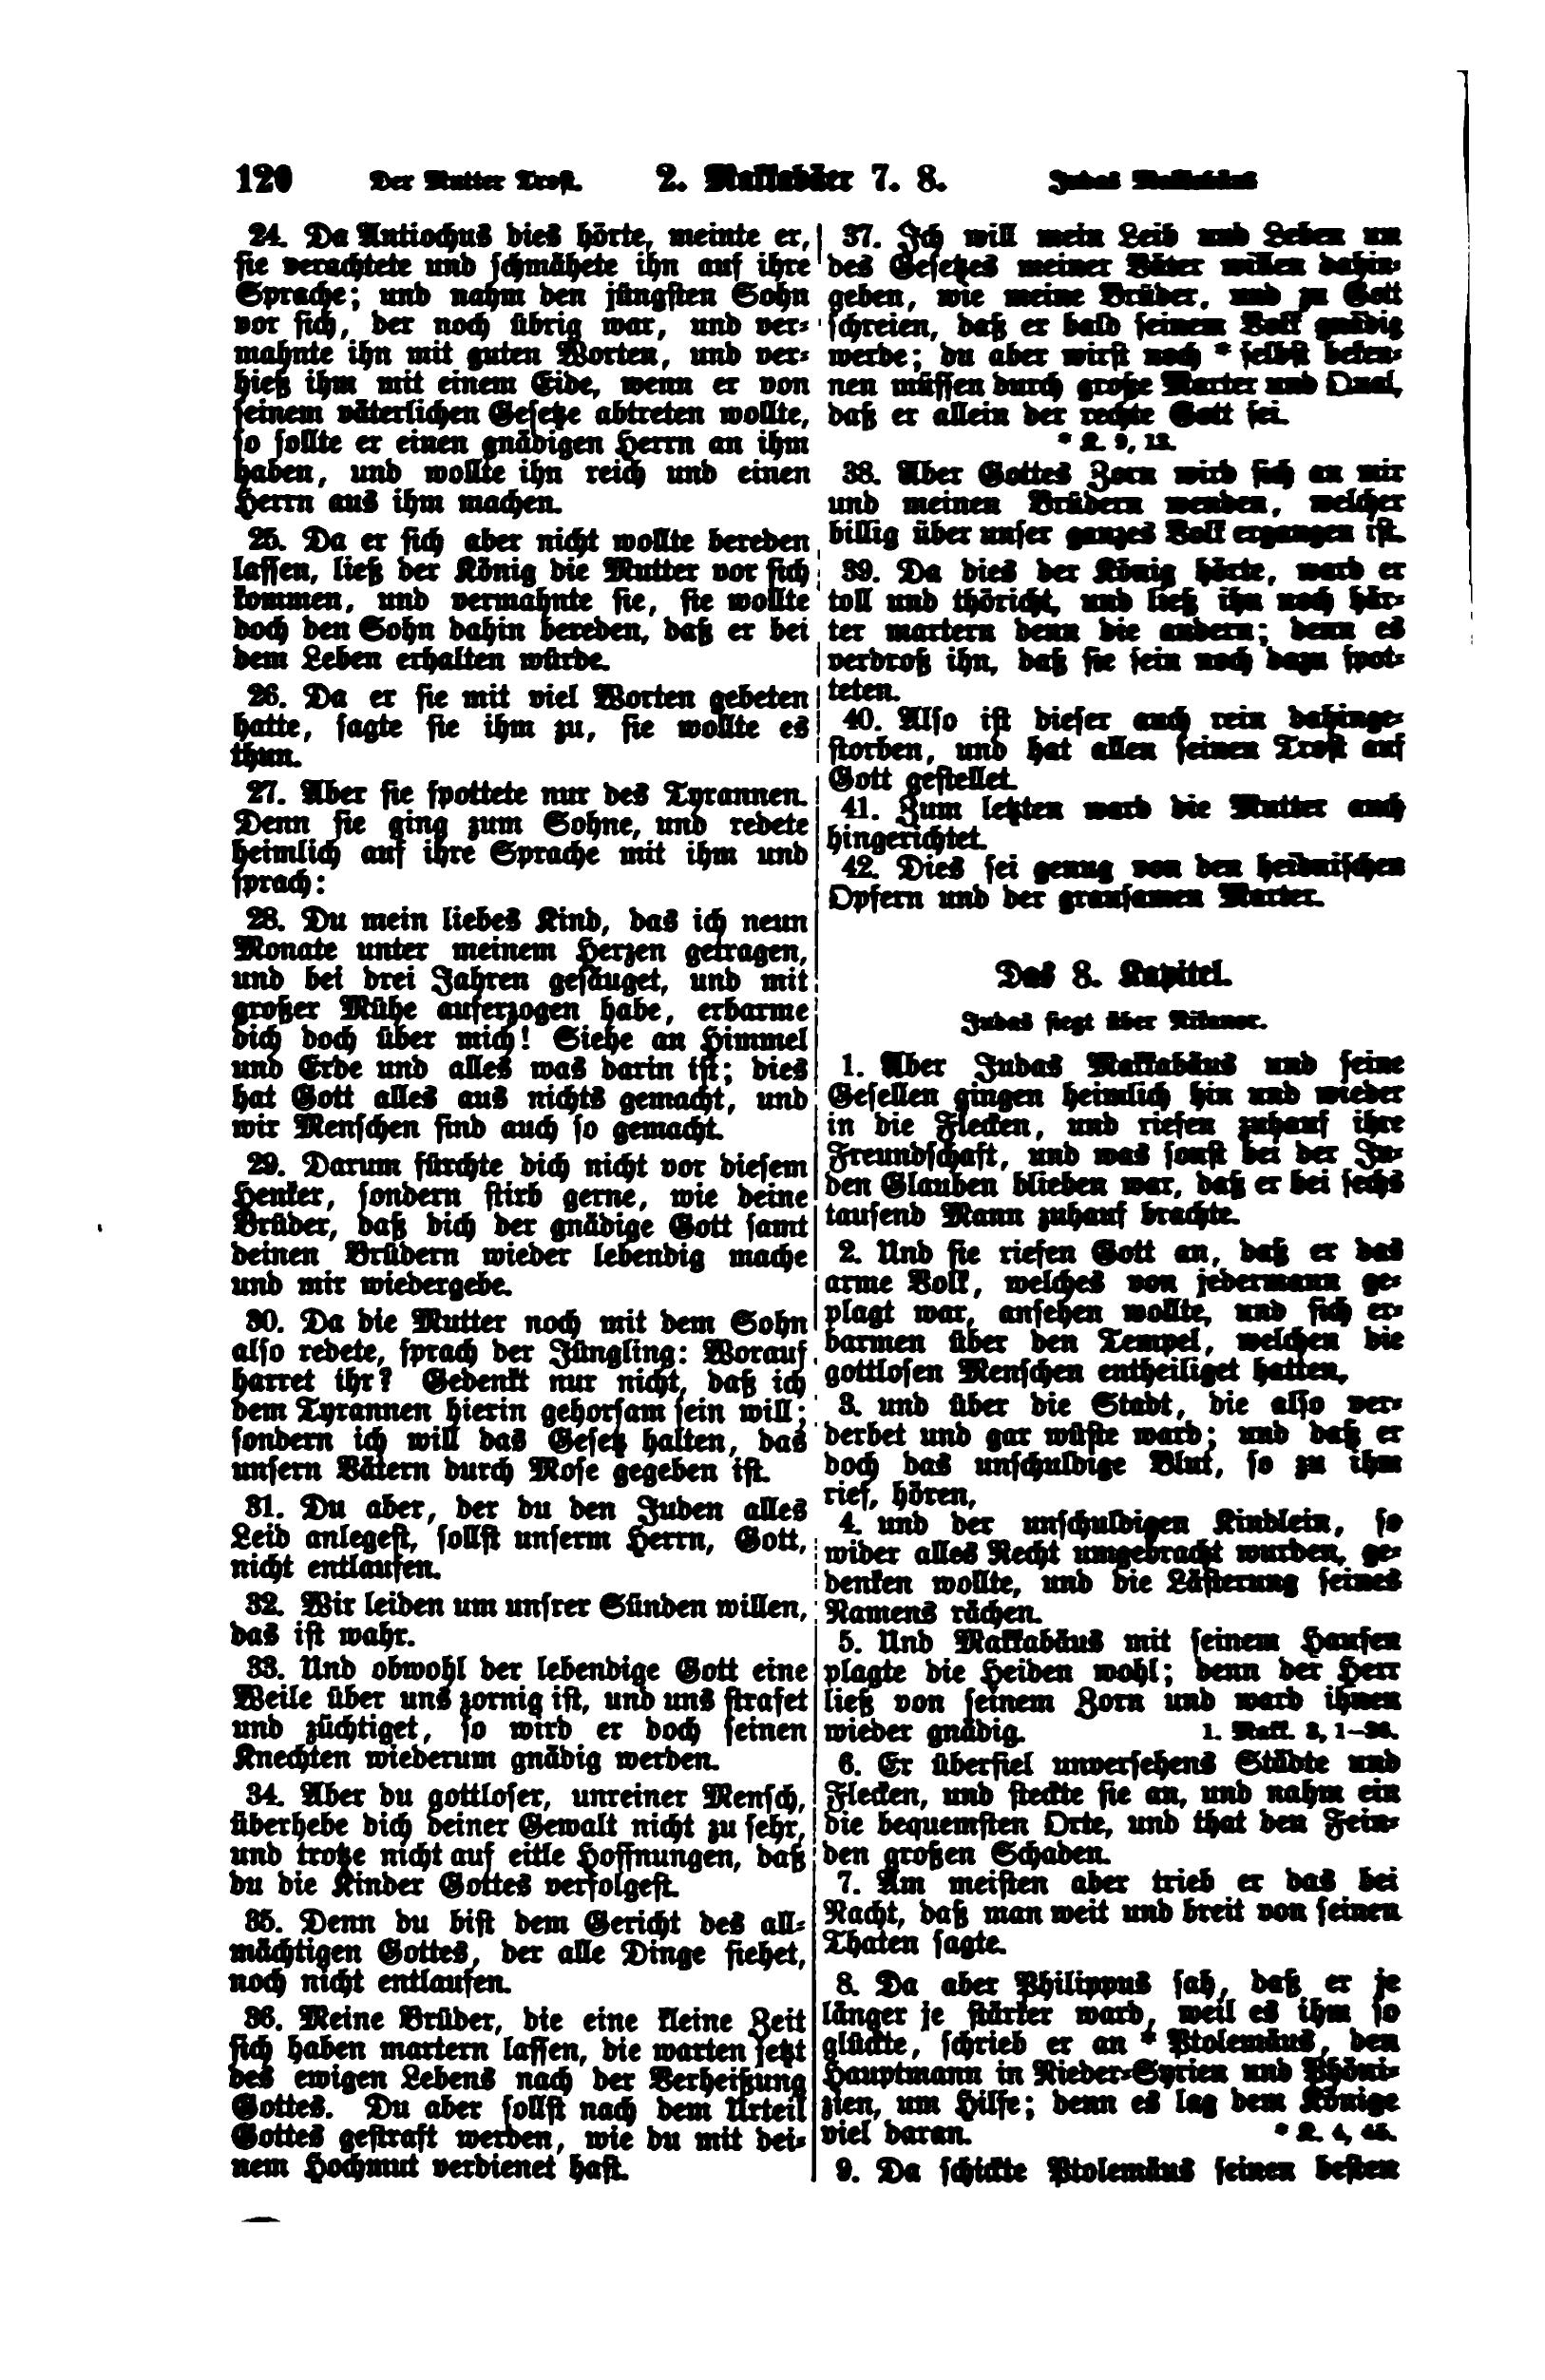 120 Der Mutter Trost. 2. Makkabäer 7. 8. Judas Makkabäus
24. Da Antiochus dies hörte, meinte er,
sie verachtete und schmähete ihn auf ihre
Sprache; und nahm den jüngsten Sohn
vor sich, der noch übrig war, und ver-
mahnte ihn mit guten Worten, und ver-
hieß ihm mit einem Eide, wenn er von
seinem väterlichen Gesetze abtreten wollte,
so sollte er einen gnädigen Herrn an ihm
haben, und wollte ihn reich und einen
Herrn aus ihm machen.
25. Da er sich aber nicht wollte bereden
lassen, ließ der König die Mutter vor sich
kommen, und vermahnte sie, sie wollte
doch den Sohn dahin bereden, daß er bei
dem Leben erhalten würde.
26. Da er sie mit viel Worten gebeten
hatte, sagte sie ihm zu, sie wollte es
thun.
27. Aber sie spottete nur des Tyrannen.
Denn sie ging zum Sohne, und redete
heimlich auf ihre Sprache mit ihm und
sprach:
28. Du mein liebes Kind, das ich neun
Monate unter meinem Herzen getragen,
und bei drei Jahren gesäuget, und mit
großer Mühe auferzogen habe, erbarme
dich doch über mich! Siehe an Himmel
und Erde und alles was darin ist; dies
hat Gott alles aus nichts gemacht, und
wir Menschen sind auch so gemacht.
29. Darum fürchte dich nicht vor diesem
Henker, sondern stirb gerne, wie deine
Brüder, daß dich der gnädige Gott samt
deinen Brüdern wieder lebendig mache
und mir wiedergebe.
30. Da die Mutter noch mit dem Sohn
also redete, sprach der Jüngling: Worauf
harret ihr? Gedenkt nur nicht, daß ich
dem Tyrannen hierin gehorsam sein will;
sondern ich will das Gesetz halten, das
unsern Vätern durch Mose gegeben ist.
31. Du aber, der du den Juden alles
Leid anlegest, sollst unserm Herrn, Gott,
nicht entlaufen.
32. Wir leiden um unsrer Sünden willen,
das ist wahr.
33. Und obwohl der lebendige Gott eine
Weile über uns zornig ist, und uns strafet
und züchtiget, so wird er doch seinen
Knechten wiederum gnädig werden.
34. Aber du gottloser, unreiner Mensch,
überhebe dich deiner Gewalt nicht zu sehr,
und trotze nicht auf eitle Hoffnungen, daß
du die Kinder Gottes verfolgest.
35. Denn du bist dem Gericht des all-
mächtigen Gottes, der alle Dinge siehet,
noch nicht entlaufen.
36. Meine Brüder, die eine kleine Zeit
sich haben martern lassen, die warten jetzt
des ewigen Lebens nach der Verheißung
Gottes. Du aber sollst nach dem Urteil
Gottes gestraft werden, wie du mit dei-
nem Hochmut verdienet hast.
37. Ich will mein Leib und Leben um
des Gesetzes meiner Väter willen dahin-
geben, wie meine Brüder, und zu Gott
schreien, daß er bald seinem Volk gnädig
werde; du aber wirst noch * selbst beken-
nen müssen durch große Marter und Qual,
daß er allein der rechte Gott sei.
* K. 9, 12.
38. Aber Gottes Zorn wird sich an mir
und meinen Brüdern wenden, welcher
billig über unser ganzes Volk ergangen ist.
39. Da dies der König hörte, ward er
toll und thöricht, und ließ ihn noch här-
ter martern denn die andern; denn es
verdroß ihn, daß sie sein noch dazu spot-
teten.
40. Also ist dieser auch rein dahinge-
storben, und hat allen seinen Trost auf
Gott gestellet.
41. Zum letzten ward die Mutter auch
hingerichtet.
42. Dies sei genug von den heidnischen
Opfern und der grausamen Marter.
Das 8. Kapitel.
Judas siegt über Nikanor.
1. Aber Judas Makkabäus und seine
Gesellen gingen heimlich hin und wieder
in die Flecken, und riefen zuhauf ihre
Freundschaft, und was sonst bei der Ju-
den Glauben blieben war, daß er bei sechs
tausend Mann zuhauf brachte.
2. Und sie riefen Gott an, daß er das
arme Volk, welches von jedermann ge-
plagt war, ansehen wollte, und sich er-
barmen über den Tempel, welchen die
gottlosen Menschen entheiliget hatten,
3. und über die Stadt, die also ver-
derbet und gar wüste ward; und daß er
doch das unschuldige Blut, so zu ihm
rief, hören,
4. und der unschuldigen Kindlein, so
wider alles Recht umgebracht wurden, ge-
denken wollte, und die Lästerung seines
Namens rächen.
5. Und Makkabäus mit seinem Haufen
plagte die Heiden wohl; denn der Herr
ließ von seinem Zorn und ward ihnen
wieder gnädig. 1. Makk. 3, 1–26.
6. Er überfiel unversehens Städte und
Flecken, und steckte sie an, und nahm ein
die bequemsten Orte, und that den Fein-
den großen Schaden.
7. Am meisten aber trieb er das bei
Nacht, daß man weit und breit von seinen
Thaten sagte.
8. Da aber Philippus sah, daß er je
länger je stärker ward, weil es ihm so
glückte, schrieb er an * Ptolemäus, den
Hauptmann in Nieder-Syrien und Phöni-
zien, um Hilfe; denn es lag dem Könige
viel daran. * K. 4, 45.
9. Da schickte Ptolemäus seinen besten